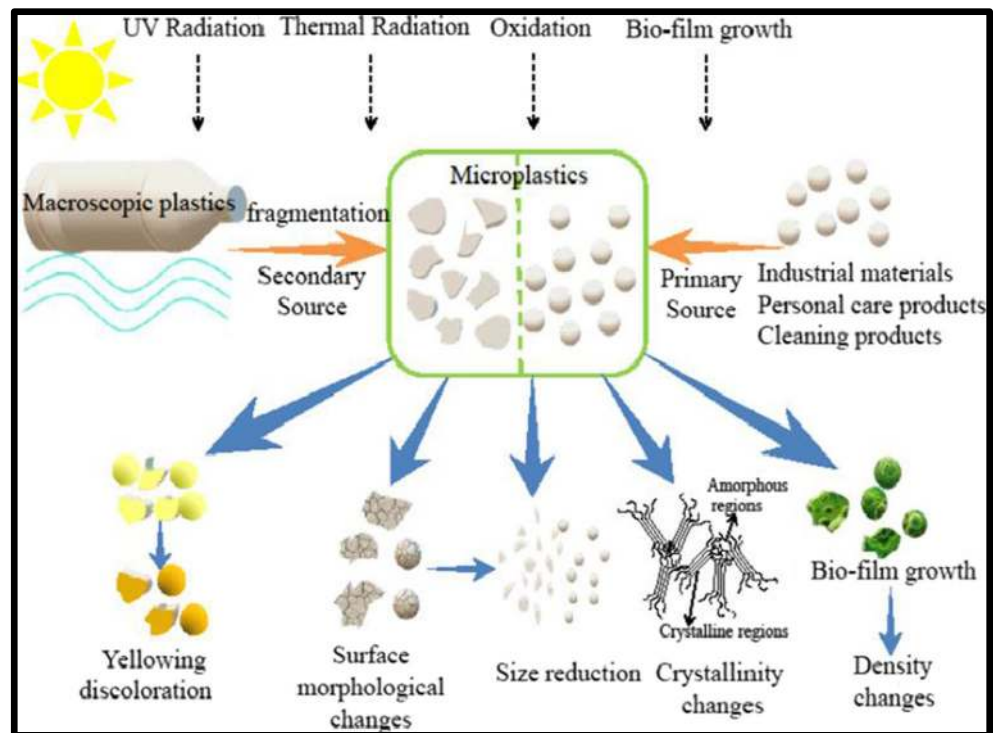 UV Radiation
Thermal Radiation
Oxidation
Bio-film growth
Macroscopic plastics
fragmentation
Secondary
Source
Microplastics
Primary
Source
Industrial materials
Personal care products
Cleaning products
Yellowing
discoloration
Surface
morphological
changes
Size reduction
Amorphous
regions
Crystalline regions
Crystallinity
changes
Bio-film growth
Density
changes